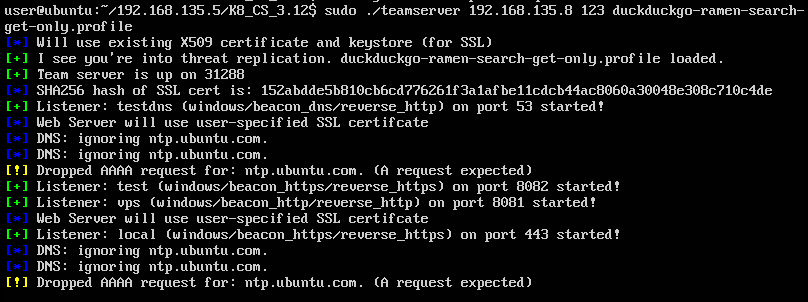 user@ubuntu:~/192.168.135.5/K8_CS_3.12$ sudo ./teamserver 192.168.135.8 123 duckduckgo-ramen-search-
get-only.profile
[*] Will use existing X509 certificate and keystore (for SSL)
[+] I see you're into threat replication. duckduckgo-ramen-search-get-only.profile loaded.
[+] Team server is up on 31288
[*] SHA256 hash of SSL cert is: 152abdde5b810cb6cd776261f3a1afbe11cdcb44ac8060a30048e308c710c4de
[+] Listener: testdns (windows/beacon_dns/reverse_http) on port 53 started!
[*] Web Server will use user-specified SSL certifcate
[*] DNS: ignoring ntp.ubuntu.com.
[*] DNS: ignoring ntp.ubuntu.com.
[!] Dropped AAAA request for: ntp.ubuntu.com. (A request expected)
[+] Listener: test (windows/beacon_https/reverse_https) on port 8082 started!
[+] Listener: vps (windows/beacon_http/reverse_http) on port 8081 started!
[*] Web Server will use user-specified SSL certifcate
[+] Listener: local (windows/beacon_https/reverse_https) on port 443 started!
[*] DNS: ignoring ntp.ubuntu.com.
[*] DNS: ignoring ntp.ubuntu.com.
[!] Dropped AAAA request for: ntp.ubuntu.com. (A request expected)